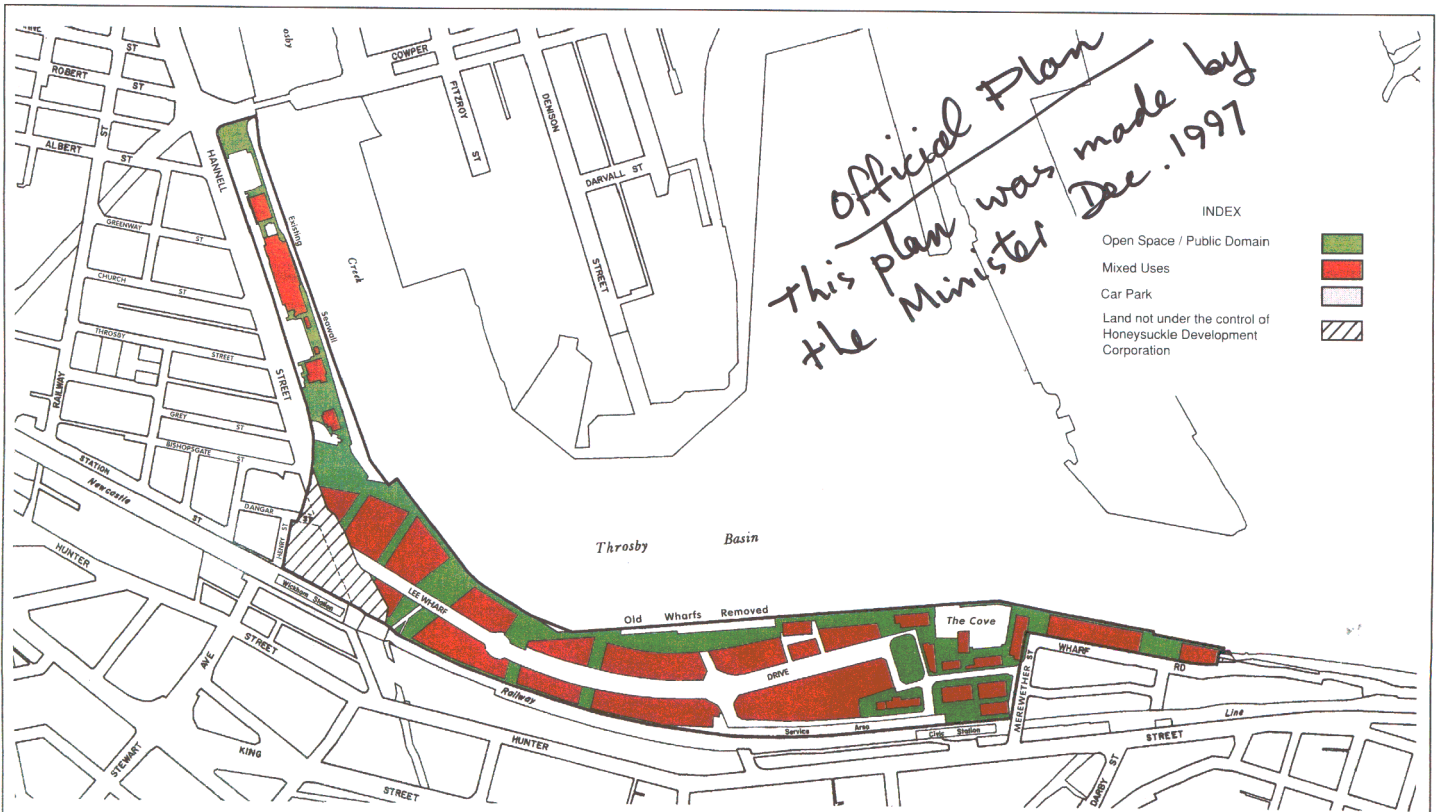 ST
ROBERT
ST
ST
ALBERT
ST
osby
COWPER
FITZROY
ST
DENISON
DARVALL ST
STREET
HANNELL
STREET
Existing
Seawall
Creek
GREENWAY
ST
CHURCH
ST
THROSBY
STREET
RAILWAY
GREY
ST
BISHOPSGATE
ST
STATION
ST
Newcastle
DANGAR
ST
HENRY ST
Wickham Station
HUNTER
STREET
AVE
STEWART
KING
STREET
HUNTER
LEE WHARF
DRIVE
Railway
Service Area
Civic Station
Line
STREET
DARBY ST
MEREWETHER ST
WHARF
RD
The Cove
Old Wharfs Removed
Throsby Basin
official Plan
This plan was made by
the Minister Dec. 1997
INDEX
Open Space / Public Domain
Mixed Uses
Car Park
Land not under the control of
Honeysuckle Development
Corporation